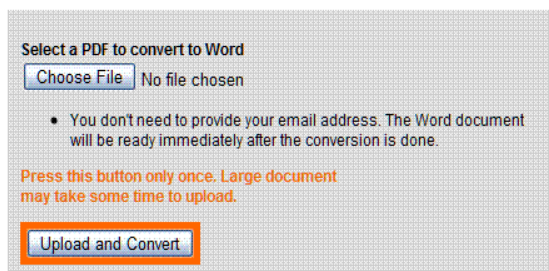 Select a PDF to convert to Word
Choose File No file chosen
• You don't need to provide your email address. The Word document
will be ready immediately after the conversion is done.
Press this button only once. Large document
may take some time to upload.
Upload and Convert